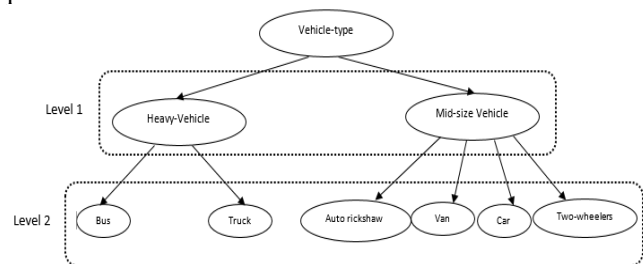 Vehicle-type
Level 1
Heavy-Vehicle
Mid-size Vehicle
Level 2
Bus
Truck
Auto rickshaw
Van
Car
Two-wheelers